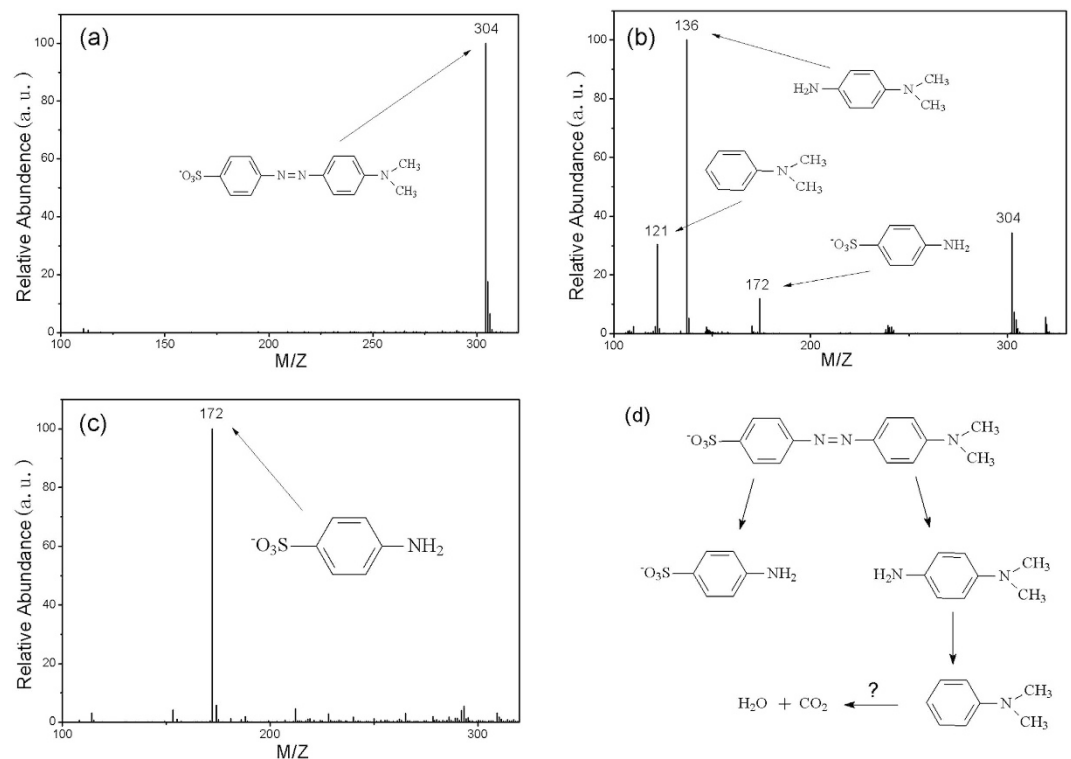 (a)
304
100
80
60
40
20
0
Relative Abundence (a. u. )
⁻O₃S
N=N
N
CH₃
CH₃
100
150
200
250
300
M/Z
(b)
136
100
80
60
40
20
0
Relative Abundance (a. u. )
H₂N
N
CH₃
CH₃
N
CH₃
CH₃
121
⁻O₃S
NH₂
172
304
100
200
300
M/Z
(c)
172
100
80
60
40
20
0
Relative Abundance (a. u. )
⁻O₃S
NH₂
100
200
300
M/Z
(d)
⁻O₃S
N=N
N
CH₃
CH₃
⁻O₃S
NH₂
H₂N
N
CH₃
CH₃
H₂O + CO₂
?
N
CH₃
CH₃